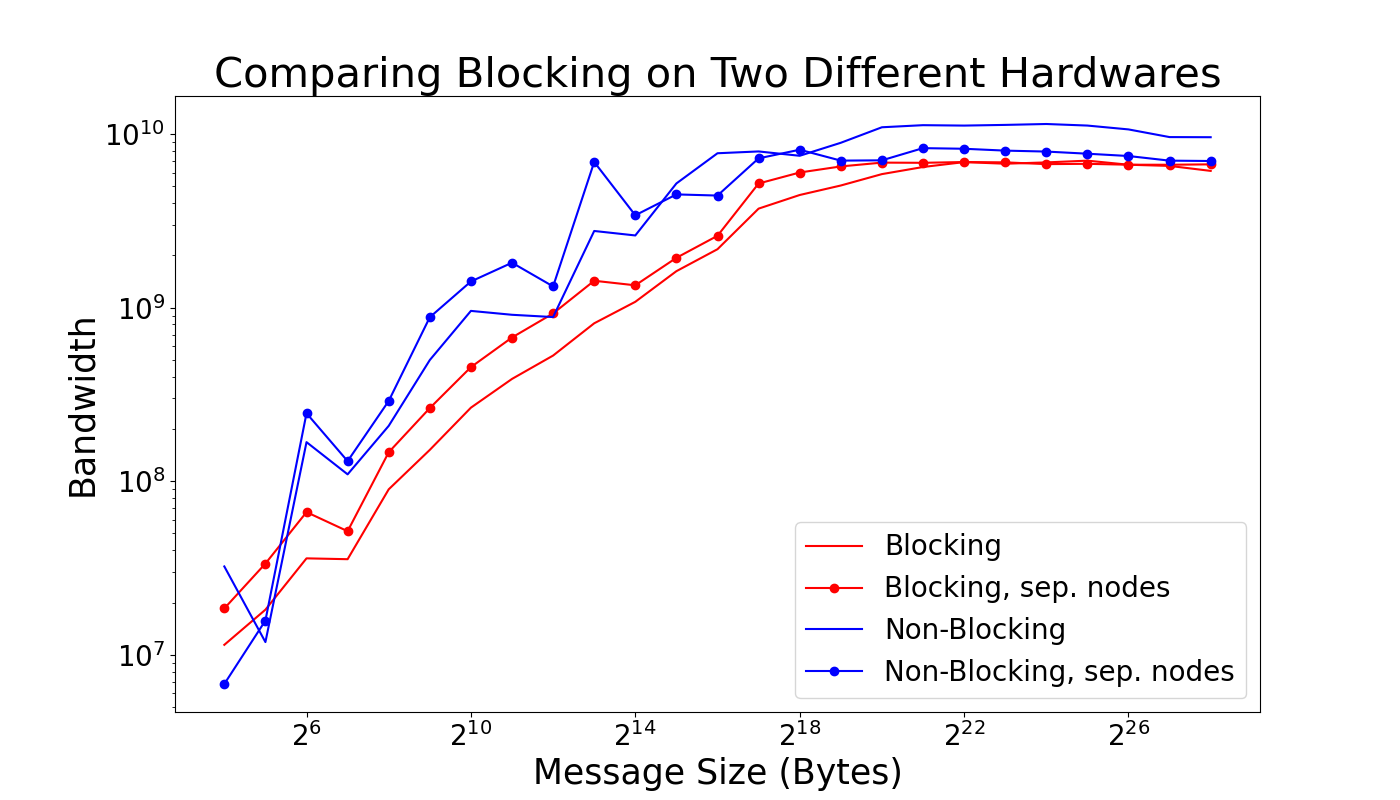 Comparing Blocking on Two Different Hardwares
10^10
10^9
10^8
10^7
Bandwidth
Blocking
Blocking, sep. nodes
Non-Blocking
Non-Blocking, sep. nodes
2^6 2^10 2^14 2^18 2^22 2^26
Message Size (Bytes)